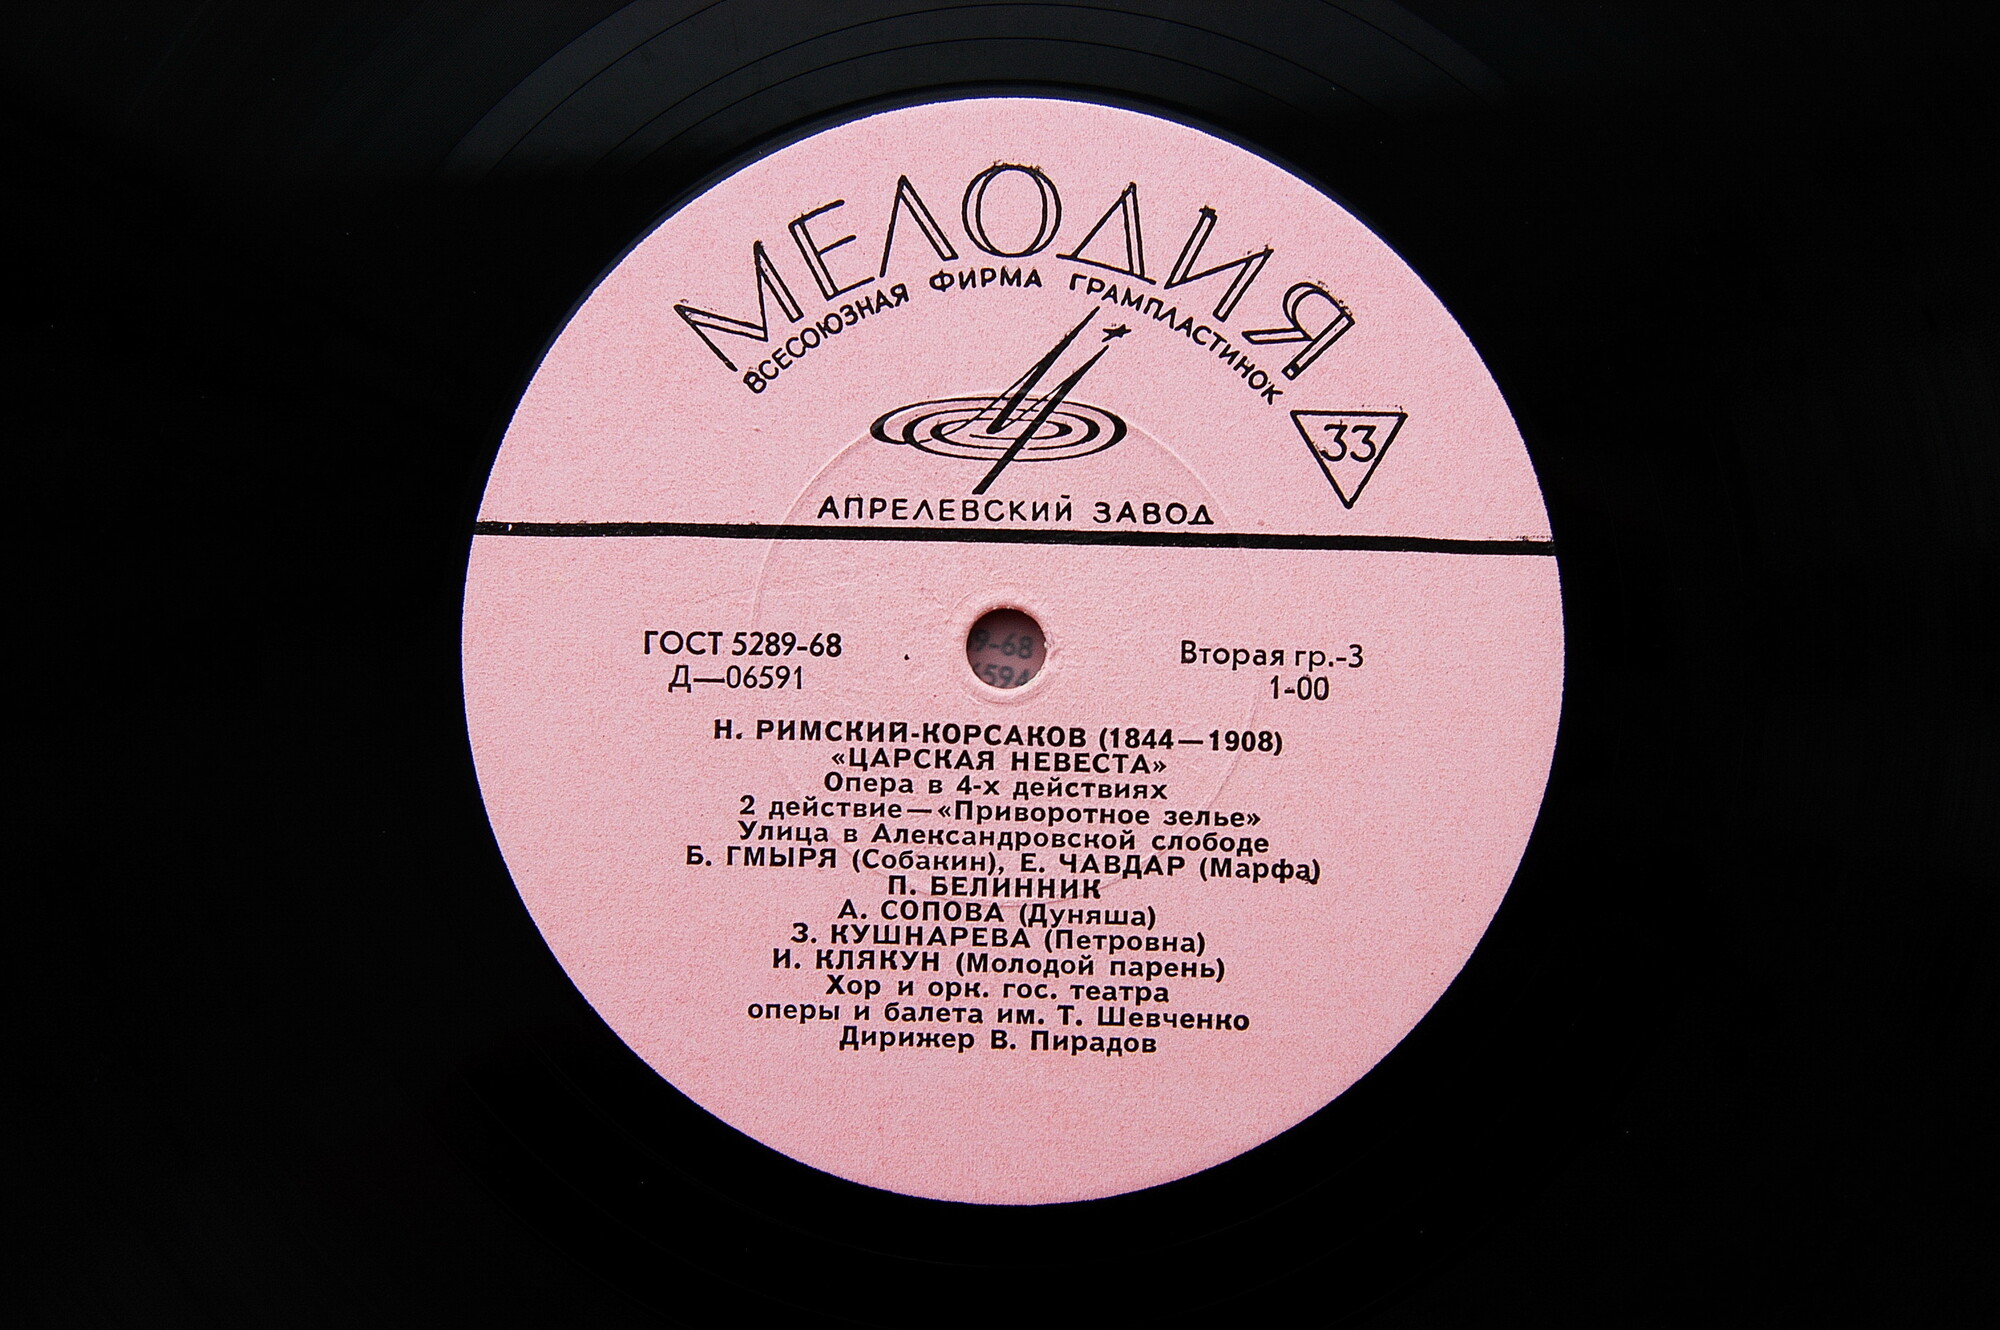 МЕЛОДИЯ
ВСЕСОЮЗНАЯ ФИРМА ГРАМПЛАСТИНОК
33
АПРЕЛЕВСКИЙ ЗАВОД
ГОСТ 5289-68
Д—06591
9-68
Вторая гр.-3
1-00
Н. РИМСКИЙ-КОРСАКОВ (1844—1908)
«ЦАРСКАЯ НЕВЕСТА»
Опера в 4-х действиях
2 действие—«Приворотное зелье»
Улица в Александровской слободе
Б. ГМЫРЯ (Собакин), Е. ЧАВДАР (Марфа)
П. БЕЛИННИК
А. СОПОВА (Дуняша)
З. КУШНАРЕВА (Петровна)
И. КЛЯКУН (Молодой парень)
Хор и орк. гос. театра
оперы и балета им. Т. Шевченко
Дирижер В. Пирадов